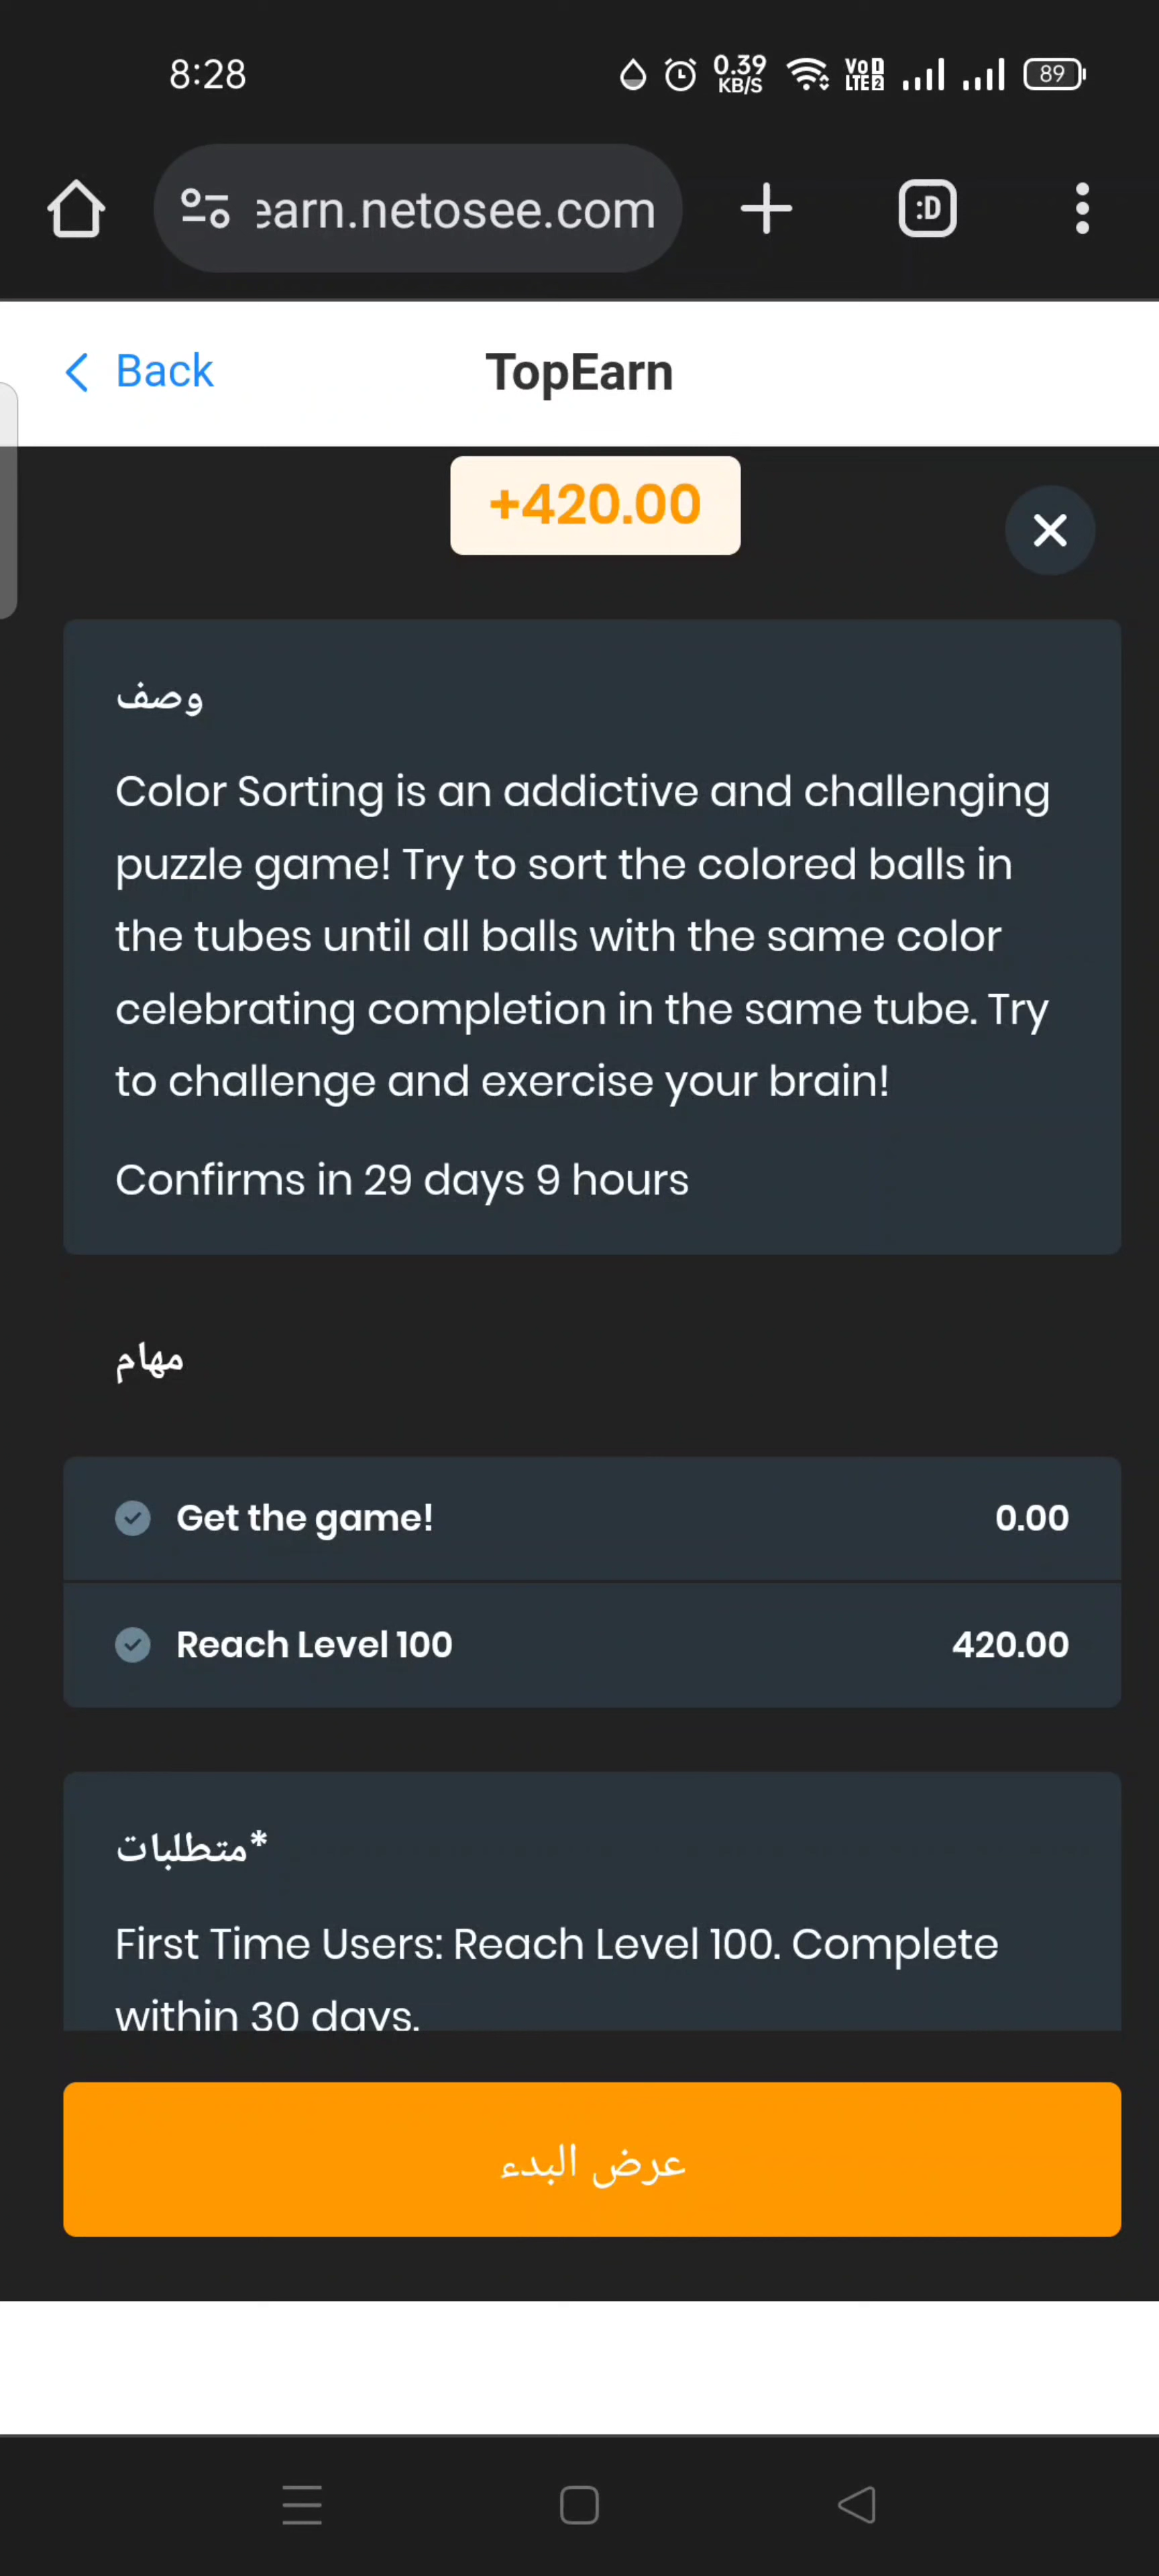 8:28
0.39
KB/S
Vo 1
LTE 2
89
earn.netosee.com
:D
Back
TopEarn
+420.00
وصف
Color Sorting is an addictive and challenging
puzzle game! Try to sort the colored balls in
the tubes until all balls with the same color
celebrating completion in the same tube. Try
to challenge and exercise your brain!
Confirms in 29 days 9 hours
مهام
Get the game! 0.00
Reach Level 100 420.00
متطلبات*
First Time Users: Reach Level 100. Complete
within 30 days.
عرض البدء